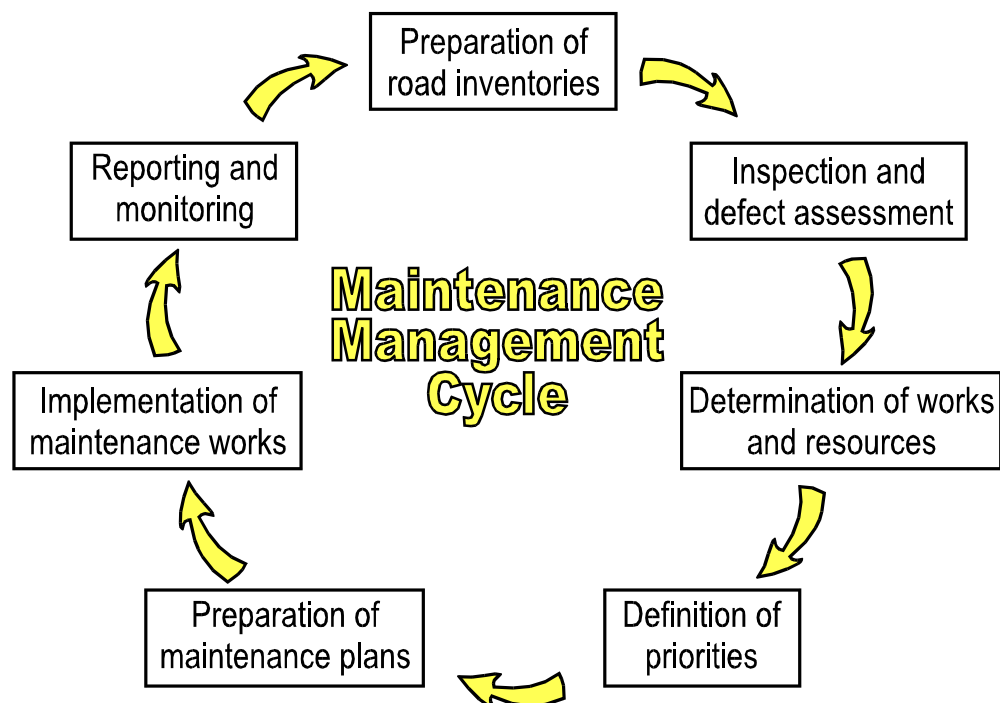 Preparation of
road inventories
Inspection and
defect assessment
Determination of works
and resources
Definition of
priorities
Preparation of
maintenance plans
Implementation of
maintenance works
Reporting and
monitoring
Maintenance
Management
Cycle